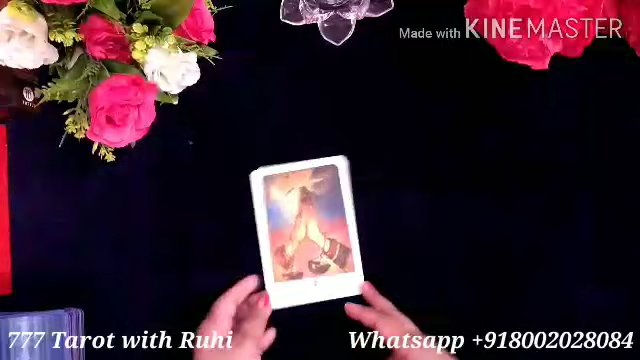 Made with KINEMASTER
777 Tarot with Ruhi
Whatsapp +918002028084